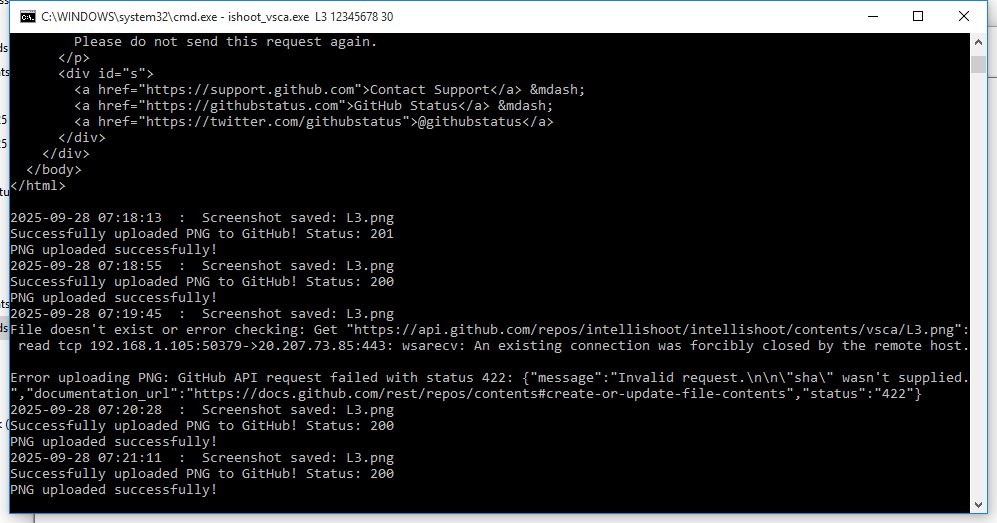 C:\WINDOWS\system32\cmd.exe - ishoot_vsca.exe L3 12345678 30
Please do not send this request again.
</p>
<div id="s">
<a href="https://support.github.com">Contact Support</a> &mdash;
<a href="https://githubstatus.com">GitHub Status</a> &mdash;
<a href="https://twitter.com/githubstatus">@githubstatus</a>
</div>
</div>
</body>
</html>
2025-09-28 07:18:13 : Screenshot saved: L3.png
Successfully uploaded PNG to GitHub! Status: 201
PNG uploaded successfully!
2025-09-28 07:18:55 : Screenshot saved: L3.png
Successfully uploaded PNG to GitHub! Status: 200
PNG uploaded successfully!
2025-09-28 07:19:45 : Screenshot saved: L3.png
File doesn't exist or error checking: Get "https://api.github.com/repos/intellishoot/intellishoot/contents/vsca/L3.png":
read tcp 192.168.1.105:50379->20.207.73.85:443: wsarecv: An existing connection was forcibly closed by the remote host.
Error uploading PNG: GitHub API request failed with status 422: {"message":"Invalid request.\n\n\"sha\" wasn't supplied.
","documentation_url":"https://docs.github.com/rest/repos/contents#create-or-update-file-contents","status":"422"}
2025-09-28 07:20:28 : Screenshot saved: L3.png
Successfully uploaded PNG to GitHub! Status: 200
PNG uploaded successfully!
2025-09-28 07:21:11 : Screenshot saved: L3.png
Successfully uploaded PNG to GitHub! Status: 200
PNG uploaded successfully!